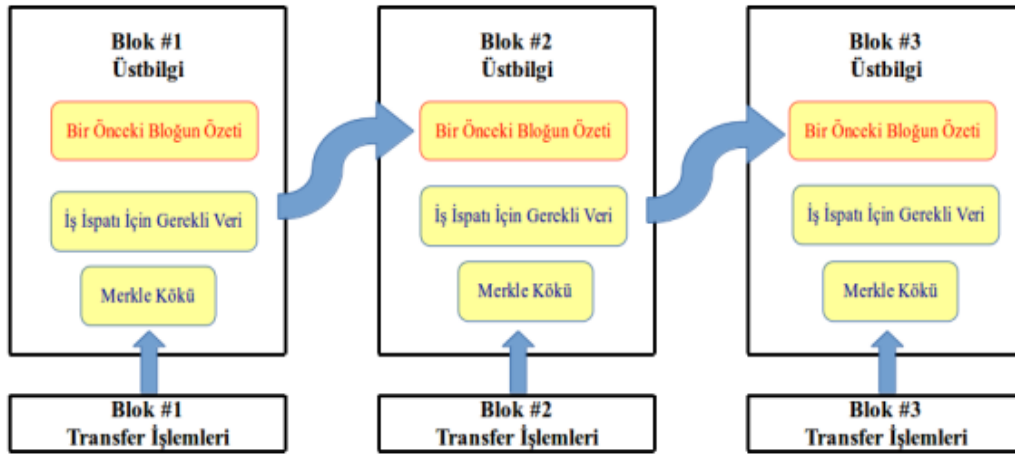 Blok #1
Üstbilgi
Bir Önceki Bloğun Özeti
İş İspatı İçin Gerekli Veri
Merkle Kökü
Blok #1
Transfer İşlemleri
Blok #2
Üstbilgi
Bir Önceki Bloğun Özeti
İş İspatı İçin Gerekli Veri
Merkle Kökü
Blok #2
Transfer İşlemleri
Blok #3
Üstbilgi
Bir Önceki Bloğun Özeti
İş İspatı İçin Gerekli Veri
Merkle Kökü
Blok #3
Transfer İşlemleri